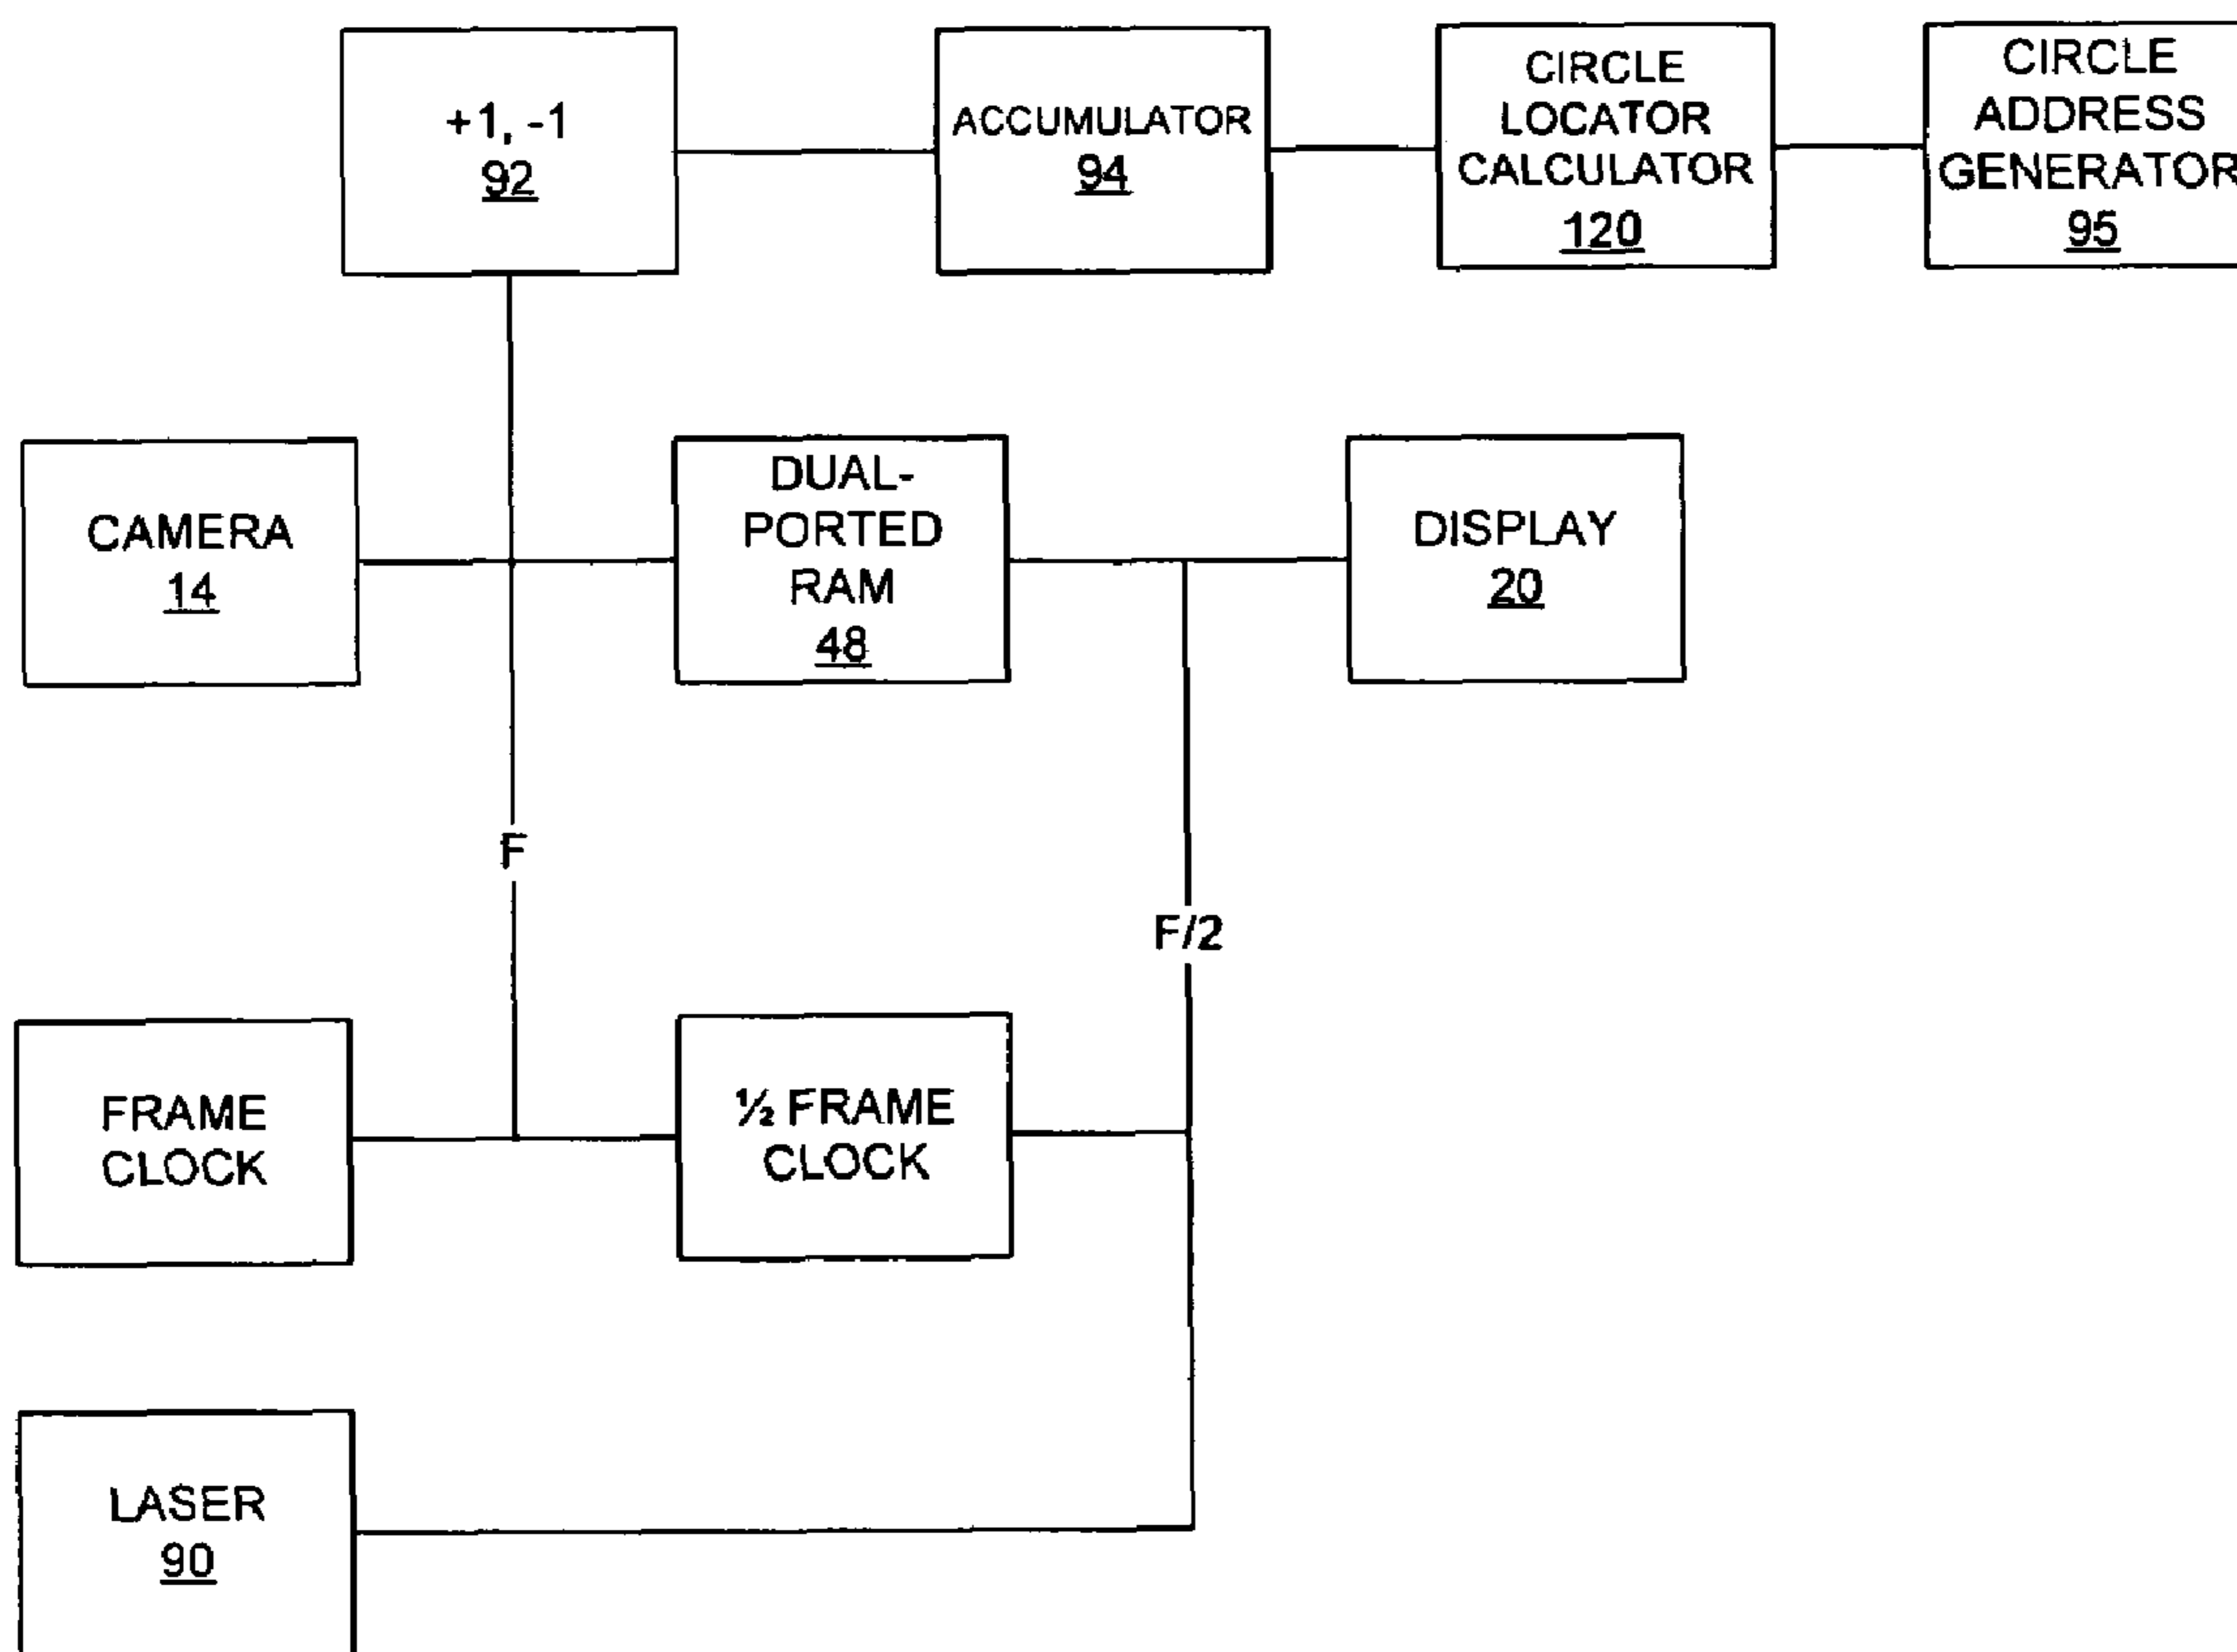 +1, -1
92
ACCUMULATOR
94
CIRCLE
LOCATOR
CALCULATOR
120
CIRCLE
ADDRESS
GENERATOR
95
CAMERA
14
DUAL-
PORTED
RAM
48
DISPLAY
20
F
F/2
FRAME
CLOCK
½ FRAME
CLOCK
LASER
90